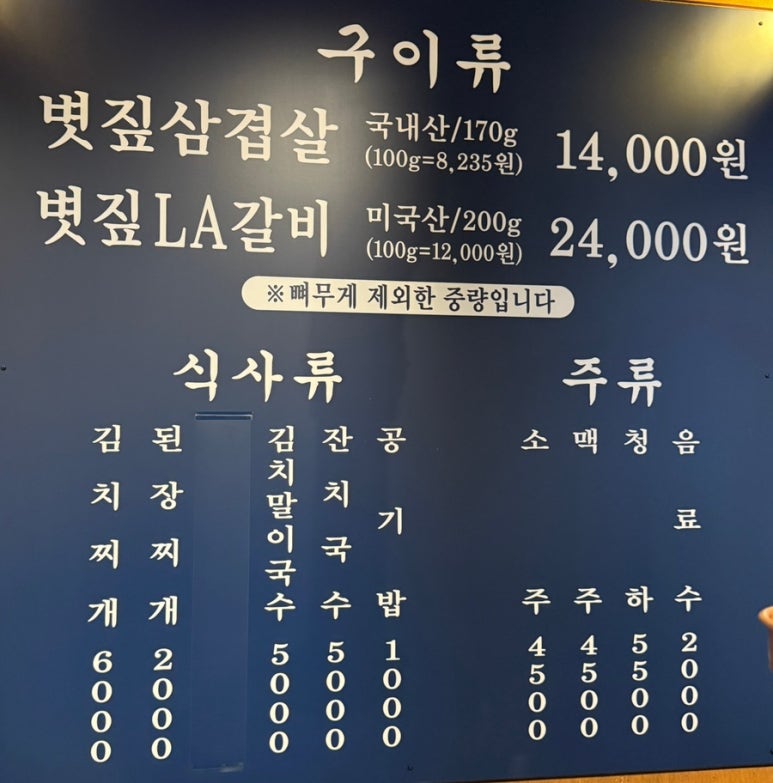 구이류
볏짚삼겹살 국내산/170g (100g=8,235원) 14,000원
볏짚LA갈비 미국산/200g (100g=12,000원) 24,000원
※뼈무게 제외한 중량입니다
식사류
김치찌개 6000
된장찌개 2000
김치말이국수 5000
잔치국수 5000
공기밥 1000
주류
소주 4500
맥주 4500
청하 5500
음료수 2000